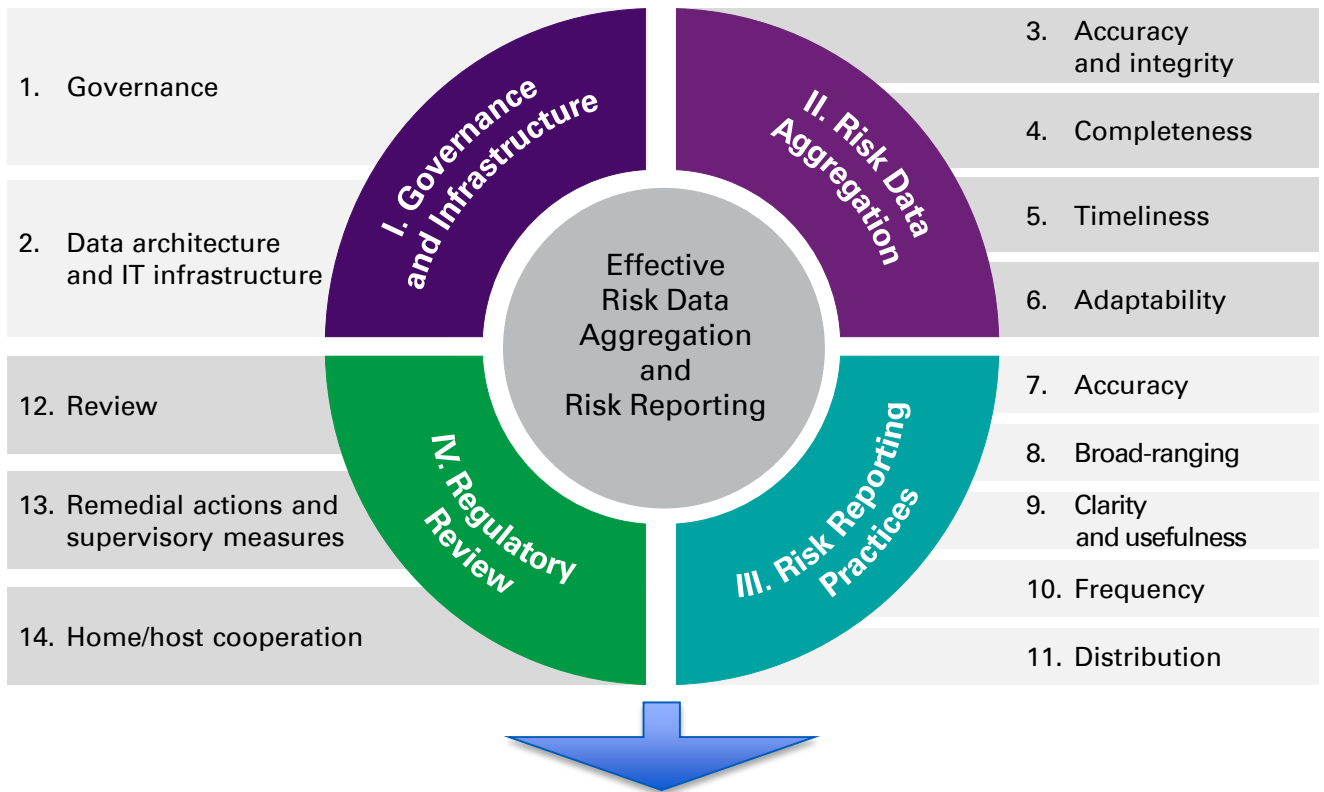 1. Governance
2. Data architecture
and IT infrastructure
I. Governance
and Infrastructure
II. Risk Data
Aggregation
3. Accuracy
and integrity
4. Completeness
5. Timeliness
6. Adaptability
Effective
Risk Data
Aggregation
and
Risk Reporting
7. Accuracy
8. Broad-ranging
9. Clarity
and usefulness
10. Frequency
11. Distribution
III. Risk Reporting
Practices
IV. Regulatory
Review
12. Review
13. Remedial actions and
supervisory measures
14. Home/host cooperation